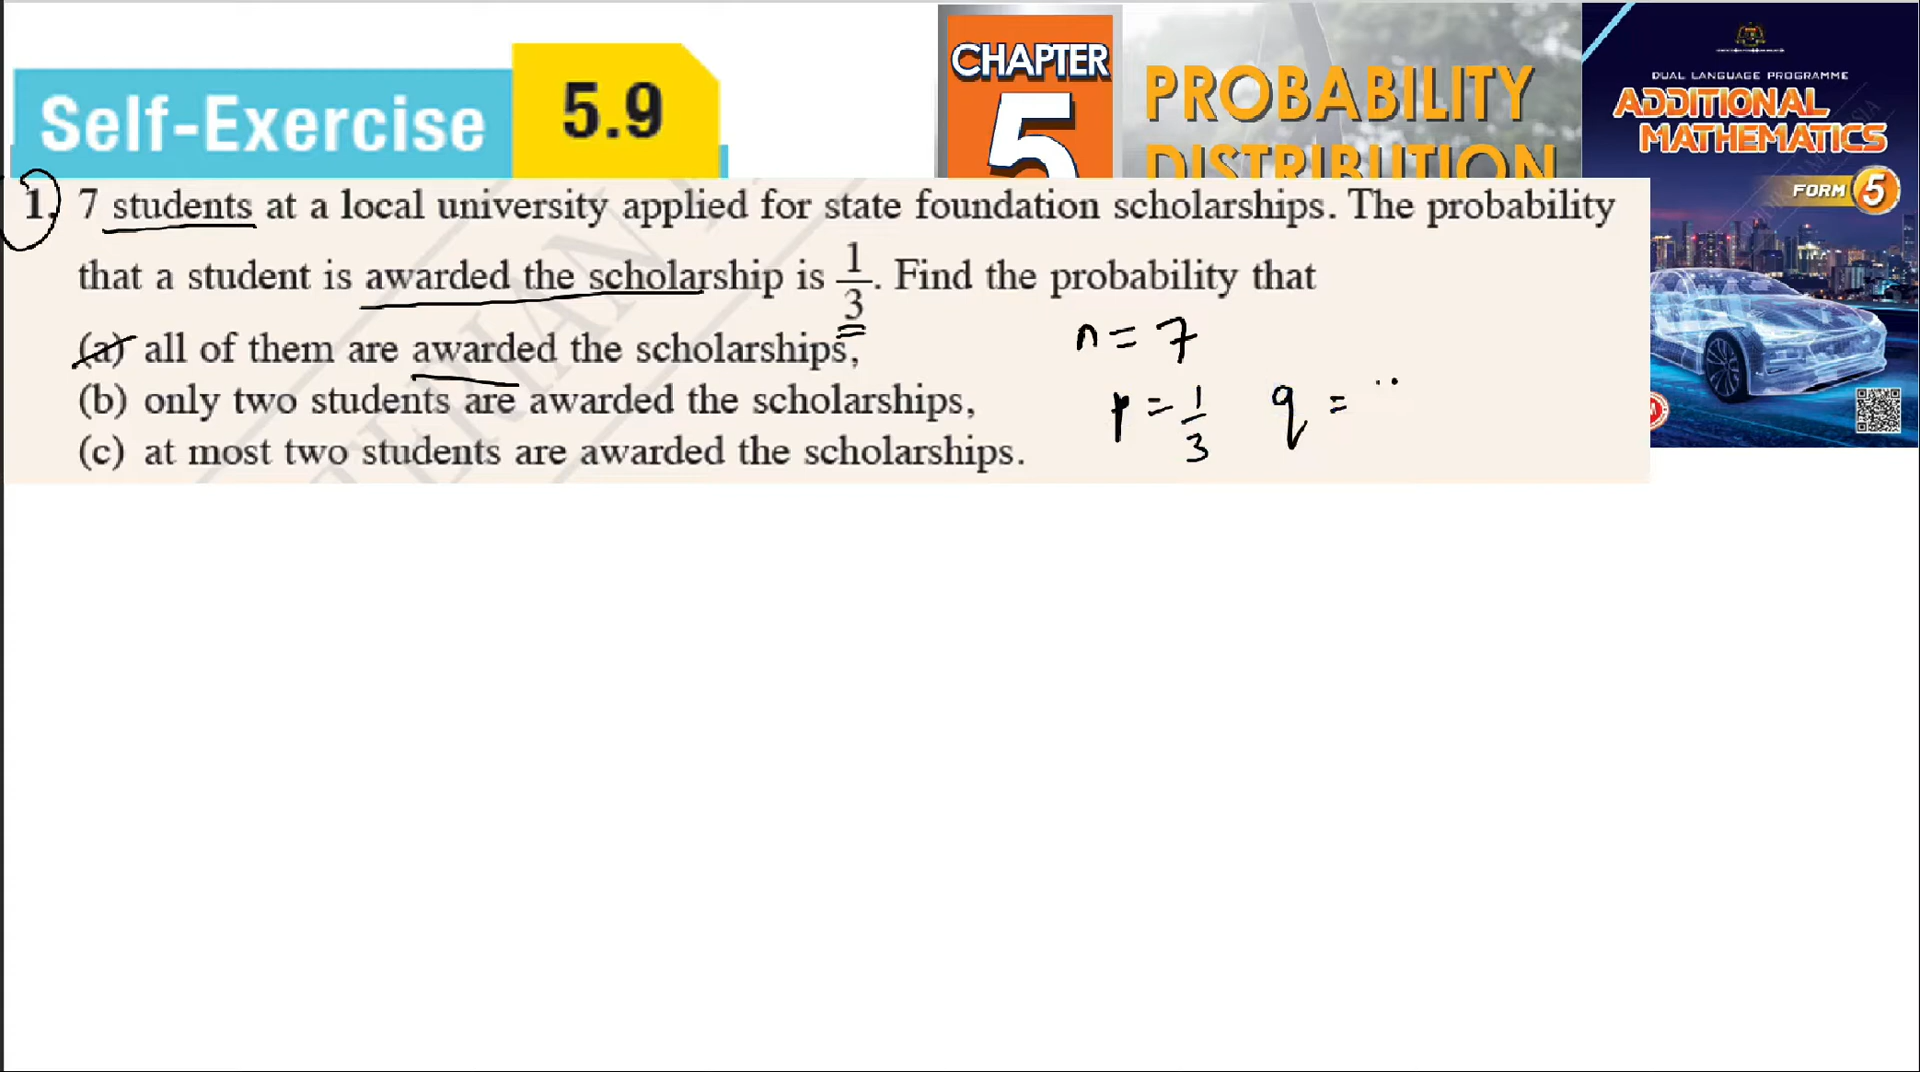 Self-Exercise 5.9
CHAPTER 5
PROBABILITY
DISTRIBUTION
DUAL LANGUAGE PROGRAMME
ADDITIONAL
MATHEMATICS
FORM 5
1. 7 students at a local university applied for state foundation scholarships. The probability
that a student is awarded the scholarship is 1/3. Find the probability that
(a) all of them are awarded the scholarships,
(b) only two students are awarded the scholarships,
(c) at most two students are awarded the scholarships.
n = 7
p = 1/3 q =